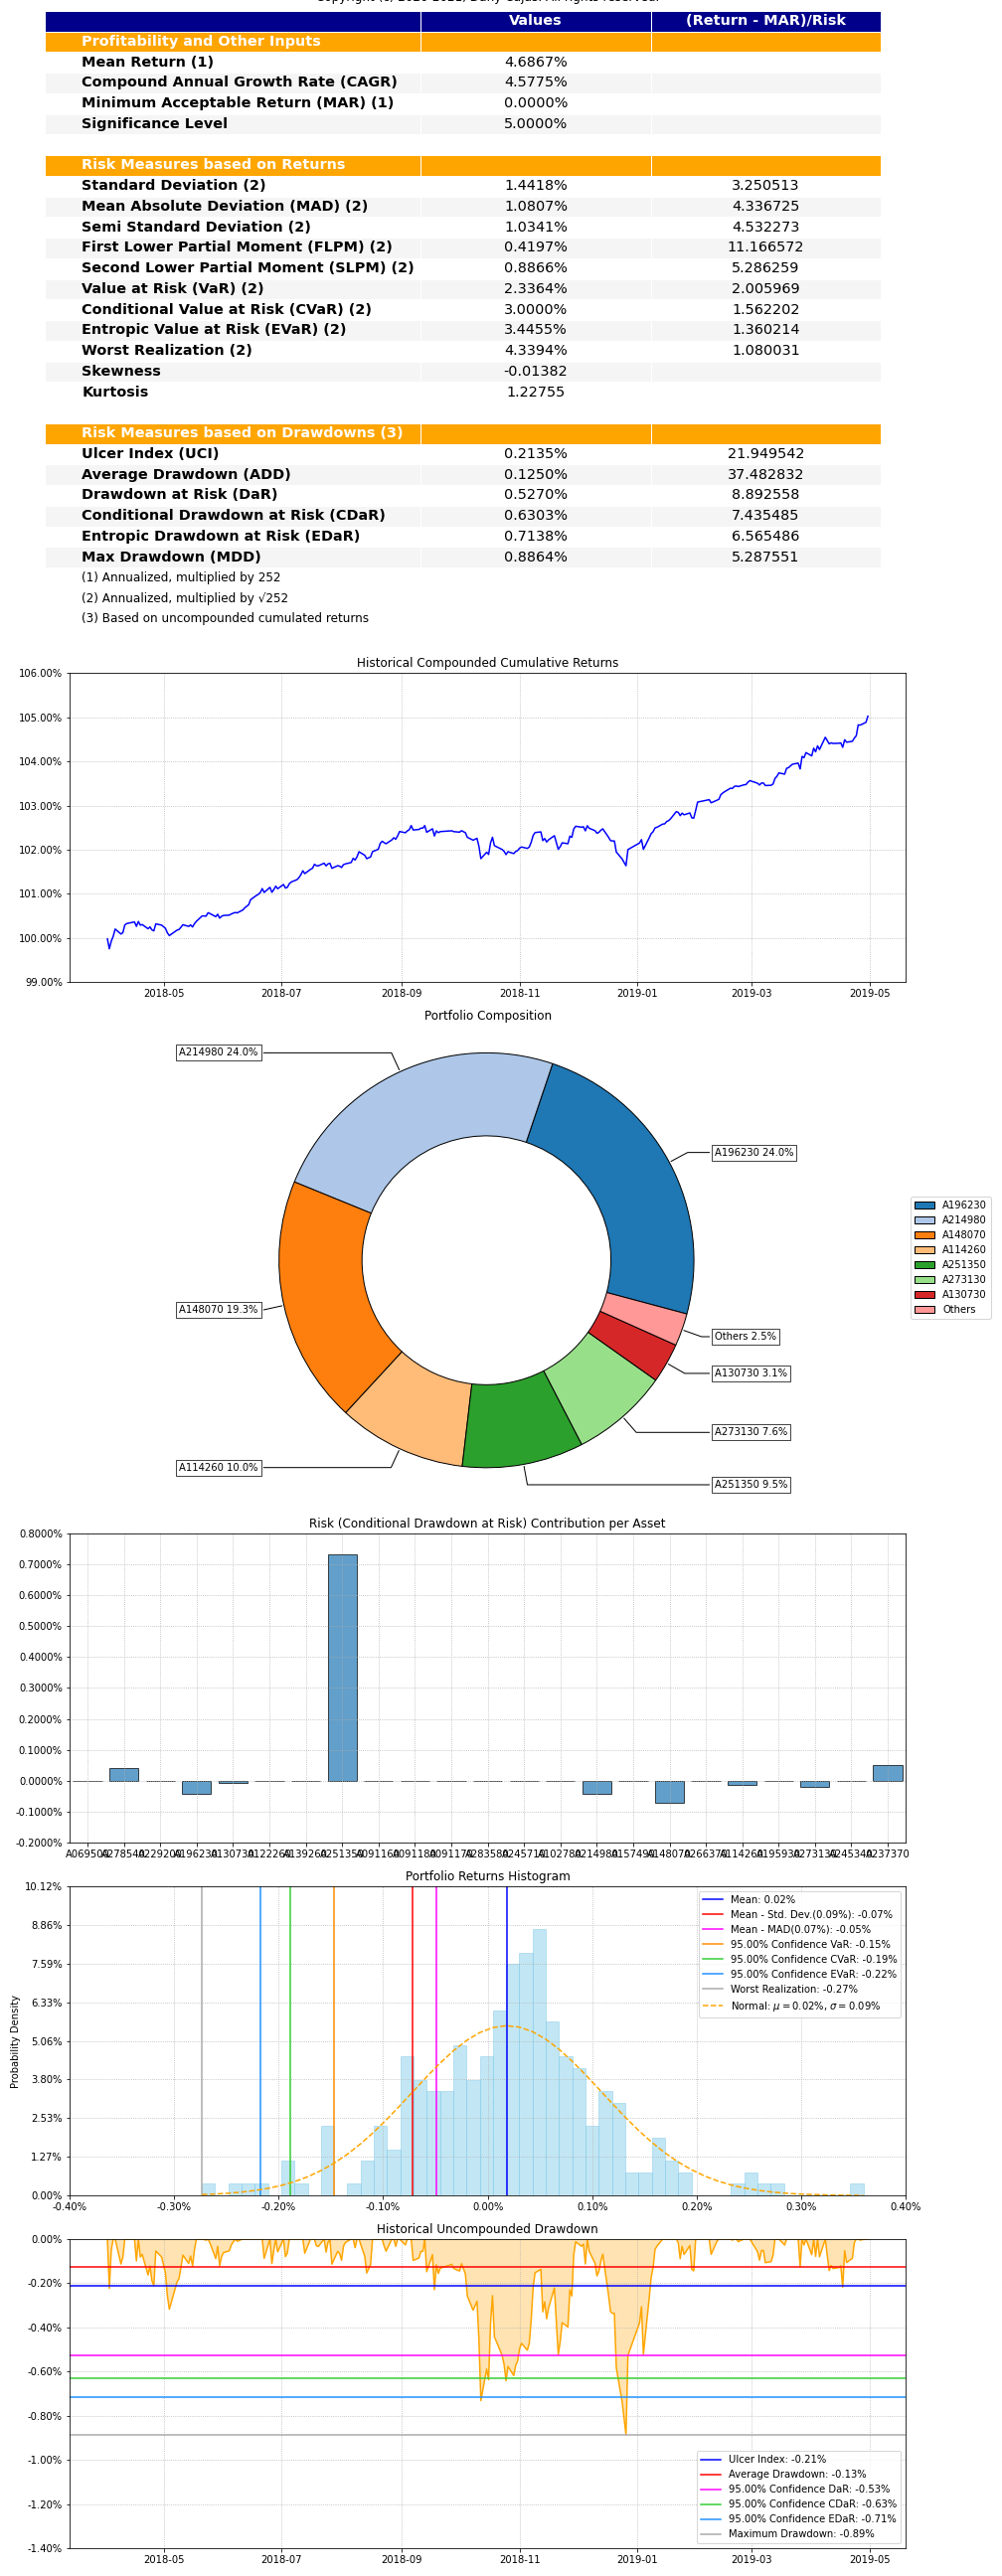 Copyright (c) 2020-2021, Dany Cajas. All rights reserved.
Values (Return - MAR)/Risk
Profitability and Other Inputs
Mean Return (1) 4.6867%
Compound Annual Growth Rate (CAGR) 4.5775%
Minimum Acceptable Return (MAR) (1) 0.0000%
Significance Level 5.0000%
Risk Measures based on Returns
Standard Deviation (2) 1.4418% 3.250513
Mean Absolute Deviation (MAD) (2) 1.0807% 4.336725
Semi Standard Deviation (2) 1.0341% 4.532273
First Lower Partial Moment (FLPM) (2) 0.4197% 11.166572
Second Lower Partial Moment (SLPM) (2) 0.8866% 5.286259
Value at Risk (VaR) (2) 2.3364% 2.005969
Conditional Value at Risk (CVaR) (2) 3.0000% 1.562202
Entropic Value at Risk (EVaR) (2) 3.4455% 1.360214
Worst Realization (2) 4.3394% 1.080031
Skewness -0.01382
Kurtosis 1.22755
Risk Measures based on Drawdowns (3)
Ulcer Index (UCI) 0.2135% 21.949542
Average Drawdown (ADD) 0.1250% 37.482832
Drawdown at Risk (DaR) 0.5270% 8.892558
Conditional Drawdown at Risk (CDaR) 0.6303% 7.435485
Entropic Drawdown at Risk (EDaR) 0.7138% 6.565486
Max Drawdown (MDD) 0.8864% 5.287551
(1) Annualized, multiplied by 252
(2) Annualized, multiplied by √252
(3) Based on uncompounded cumulated returns
Historical Compounded Cumulative Returns
106.00%
105.00%
104.00%
103.00%
102.00%
101.00%
100.00%
99.00%
2018-05 2018-07 2018-09 2018-11 2019-01 2019-03 2019-05
Portfolio Composition
A214980 24.0%
A196230 24.0%
A148070 19.3%
Others 2.5%
A130730 3.1%
A273130 7.6%
A114260 10.0%
A251350 9.5%
A196230
A214980
A148070
A114260
A251350
A273130
A130730
Others
Risk (Conditional Drawdown at Risk) Contribution per Asset
0.8000%
0.7000%
0.6000%
0.5000%
0.4000%
0.3000%
0.2000%
0.1000%
0.0000%
-0.1000%
-0.2000%
A237370
Portfolio Returns Histogram
Probability Density
10.12%
8.86%
7.59%
6.33%
5.06%
3.80%
2.53%
1.27%
0.00%
-0.40% -0.30% -0.20% -0.10% 0.00% 0.10% 0.20% 0.30% 0.40%
Mean: 0.02%
Mean - Std. Dev.(0.09%): -0.07%
Mean - MAD(0.07%): -0.05%
95.00% Confidence VaR: -0.15%
95.00% Confidence CVaR: -0.19%
95.00% Confidence EVaR: -0.22%
Worst Realization: -0.27%
Normal: μ = 0.02%, σ = 0.09%
Historical Uncompounded Drawdown
0.00%
-0.20%
-0.40%
-0.60%
-0.80%
-1.00%
-1.20%
-1.40%
Ulcer Index: -0.21%
Average Drawdown: -0.13%
95.00% Confidence DaR: -0.53%
95.00% Confidence CDaR: -0.63%
95.00% Confidence EDaR: -0.71%
Maximum Drawdown: -0.89%
2018-05 2018-07 2018-09 2018-11 2019-01 2019-03 2019-05